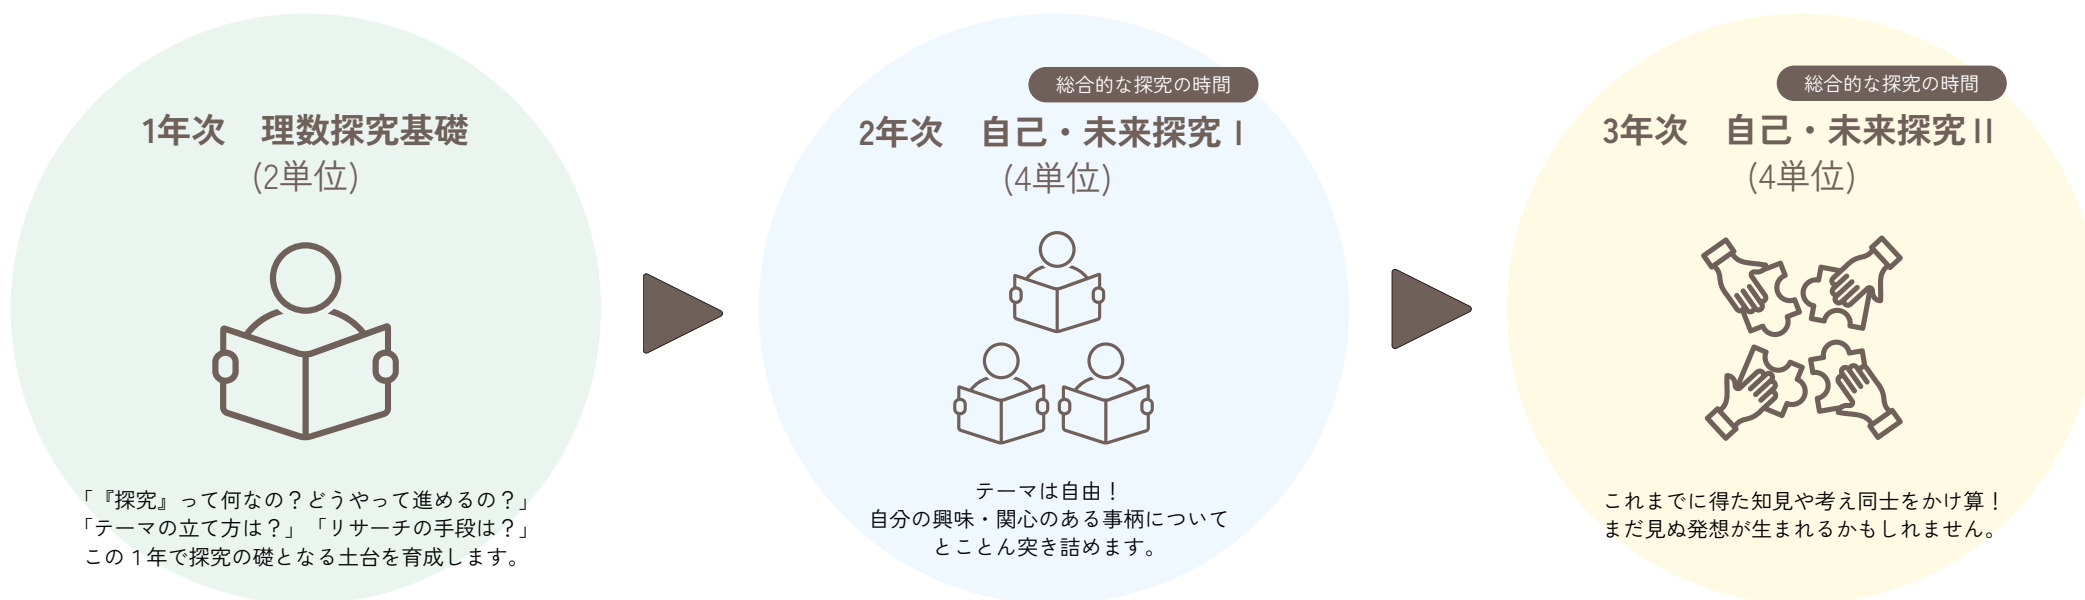 1年次　理数探究基礎
(2単位)
「『探究』って何なの？どうやって進めるの？」
「テーマの立て方は？」「リサーチの手段は？」
この１年で探究の礎となる土台を育成します。
総合的な探究の時間
2年次　自己・未来探究Ⅰ
(4単位)
テーマは自由！
自分の興味・関心のある事柄について
とことん突き詰めます。
総合的な探究の時間
3年次　自己・未来探究Ⅱ
(4単位)
これまでに得た知見や考え同士をかけ算！
まだ見ぬ発想が生まれるかもしれません。